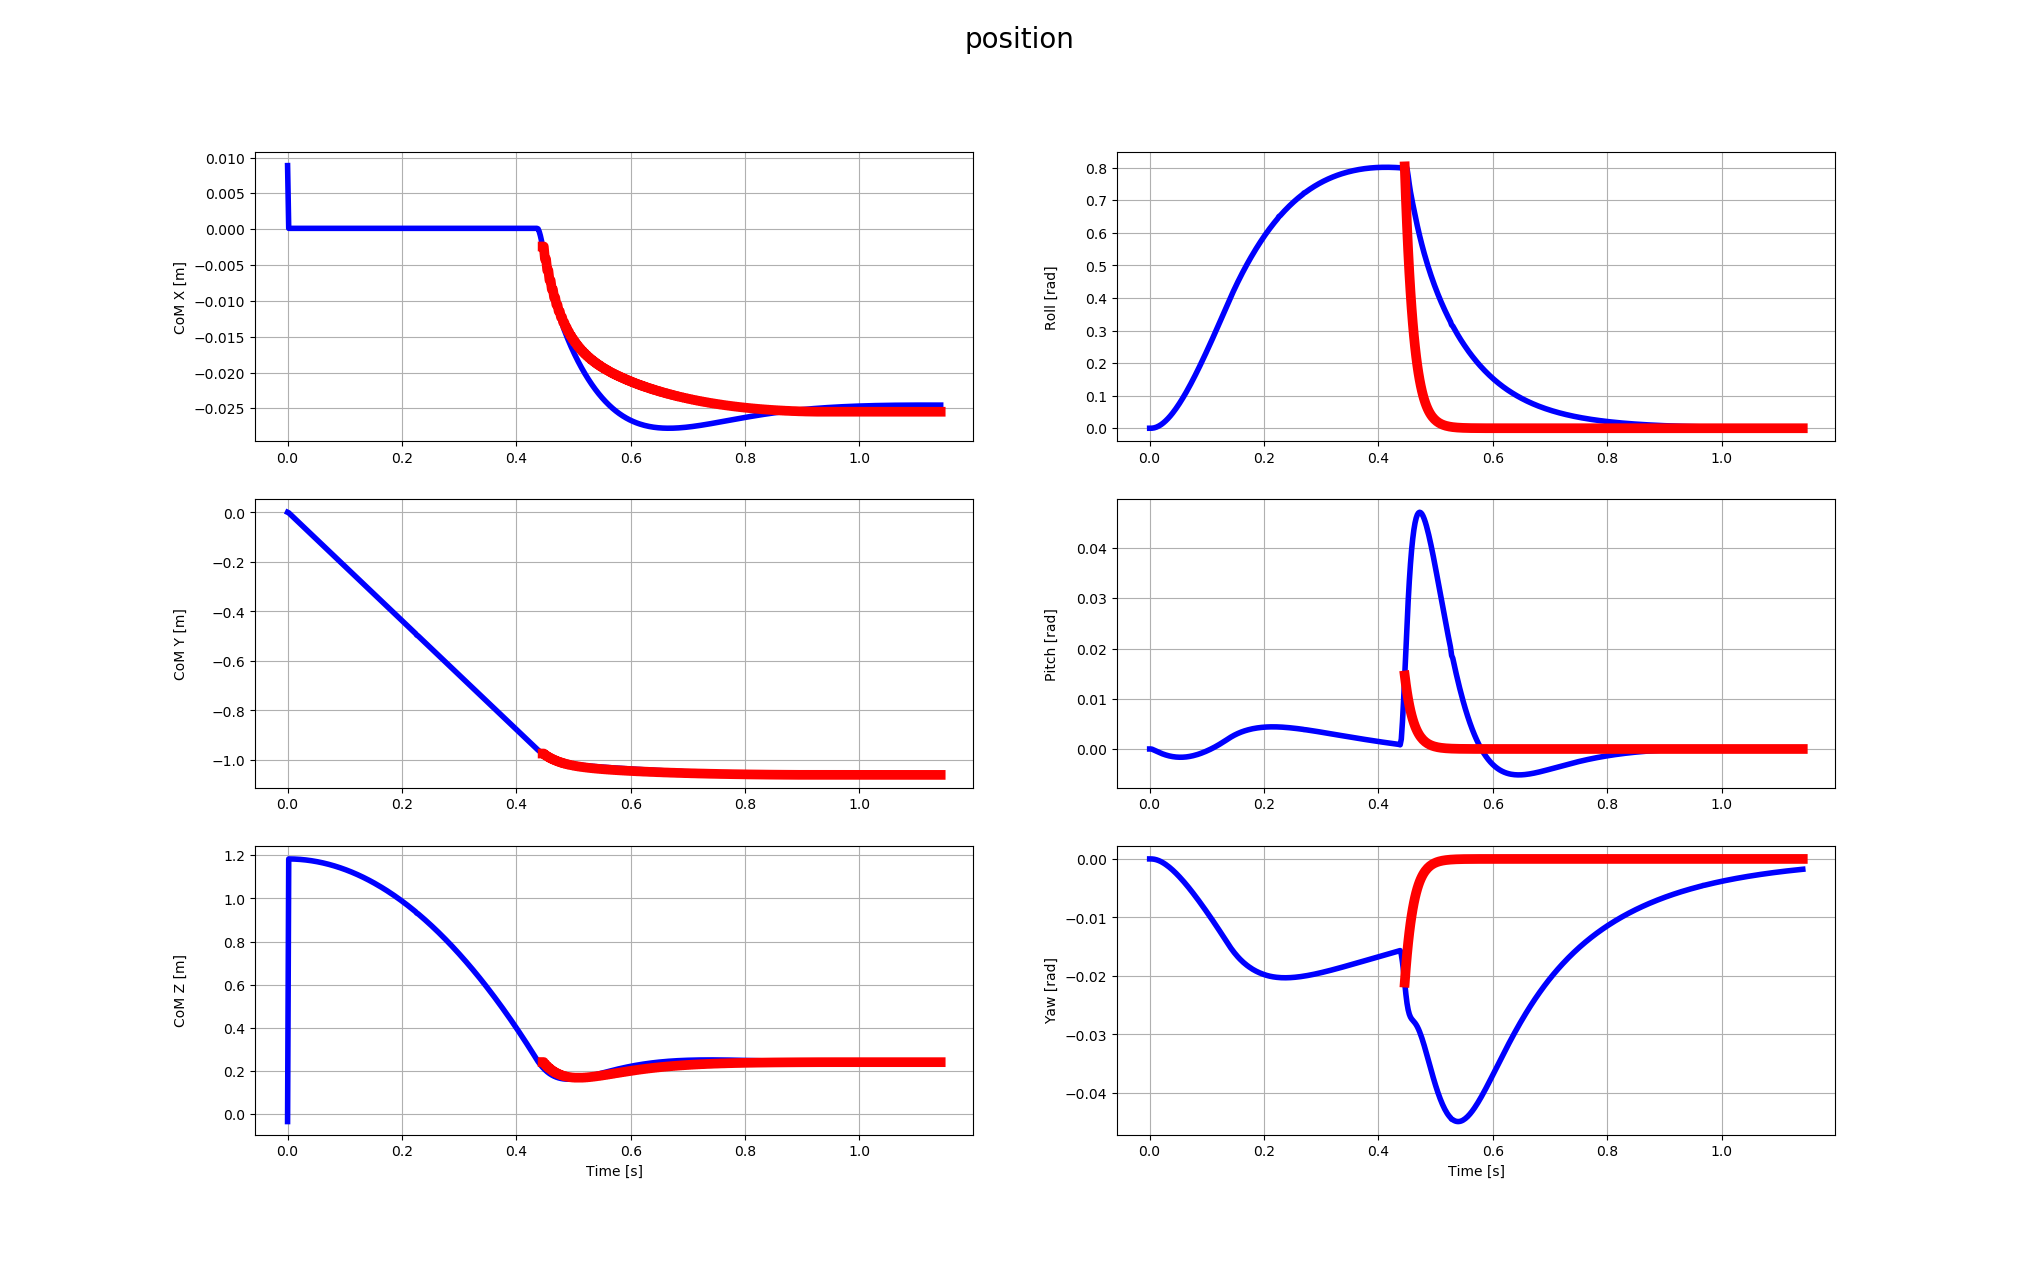 position
0.010
0.005
0.000
−0.005
−0.010
−0.015
−0.020
−0.025
CoM X [m]
0.0 0.2 0.4 0.6 0.8 1.0
0.8
0.7
0.6
0.5
0.4
0.3
0.2
0.1
0.0
Roll [rad]
0.0 0.2 0.4 0.6 0.8 1.0
0.0
−0.2
−0.4
−0.6
−0.8
−1.0
CoM Y [m]
0.0 0.2 0.4 0.6 0.8 1.0
0.04
0.03
0.02
0.01
0.00
Pitch [rad]
0.0 0.2 0.4 0.6 0.8 1.0
1.2
1.0
0.8
0.6
0.4
0.2
0.0
CoM Z [m]
0.0 0.2 0.4 0.6 0.8 1.0
Time [s]
0.00
−0.01
−0.02
−0.03
−0.04
Yaw [rad]
0.0 0.2 0.4 0.6 0.8 1.0
Time [s]